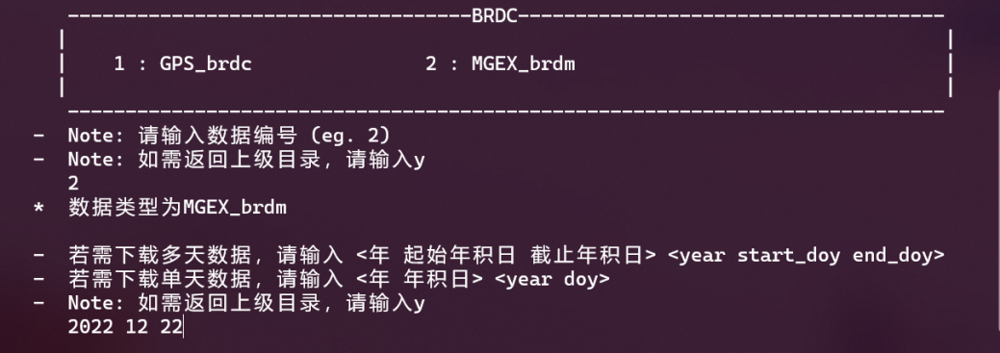 -----------------------------------BRDC-------------------------------------
|                                                                            |
|    1 : GPS_brdc               2 : MGEX_brdm                                |
|                                                                            |
----------------------------------------------------------------------------
-  Note: 请输入数据编号 (eg. 2)
-  Note: 如需返回上级目录，请输入y
2
*  数据类型为MGEX_brdm
-  若需下载多天数据，请输入 <年 起始年积日 截止年积日> <year start_doy end_doy>
-  若需下载单天数据，请输入 <年 年积日> <year doy>
-  Note: 如需返回上级目录，请输入y
2022 12 22